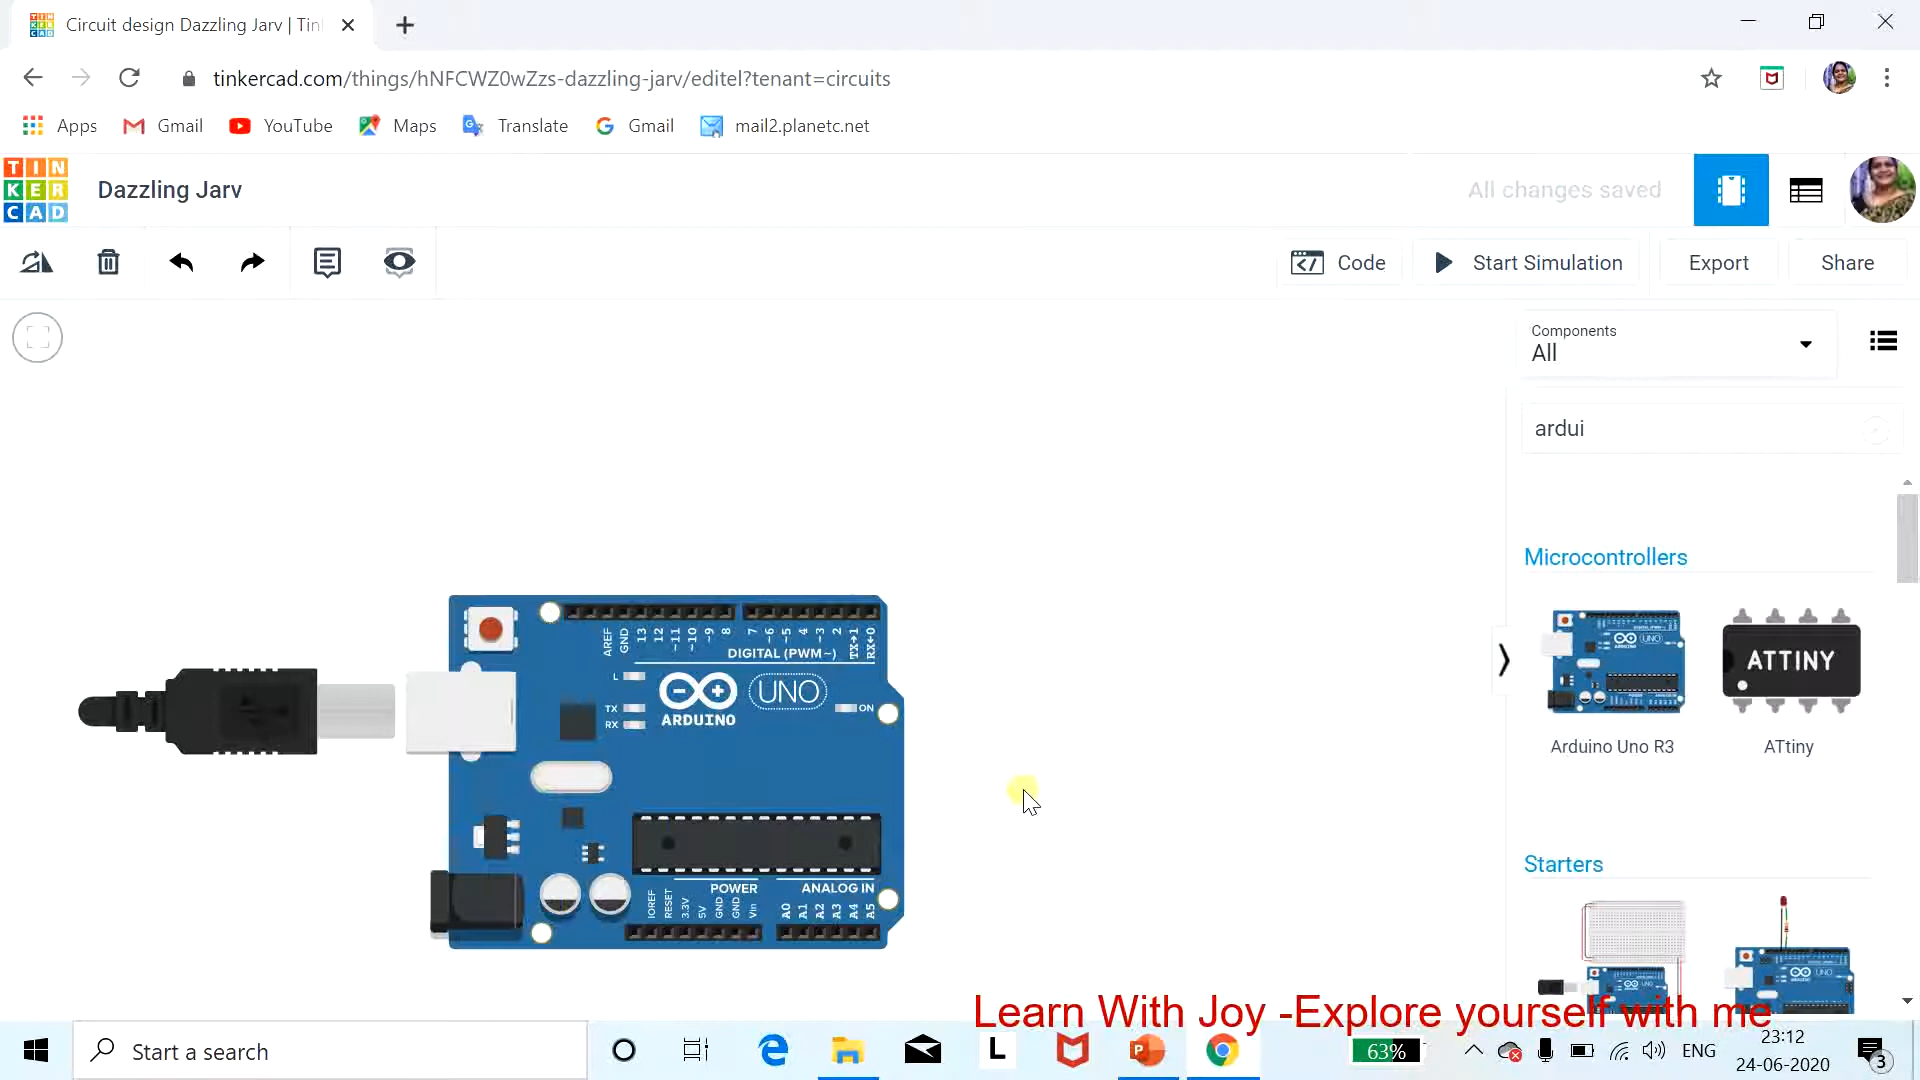 Circuit design Dazzling Jarv | Tin
tinkercad.com/things/hNFCWZ0wZzs-dazzling-jarv/editel?tenant=circuits
Apps Gmail YouTube Maps Translate Gmail mail2.planetc.net
TIN
KER
CAD
Dazzling Jarv
All changes saved
Code Start Simulation Export Share
Components
All
ardui
Microcontrollers
Arduino Uno R3 ATtiny
ATTINY
Starters
AREF GND 13 12 ~11 ~10 ~9 8 7 ~6 ~5 4 ~3 2 TX→1 RX←0
DIGITAL (PWM~)
L
TX
RX
ARDUINO
UNO
ON
POWER ANALOG IN
IOREF RESET 3.3V 5V GND GND Vin A0 A1 A2 A3 A4 A5
Learn With Joy -Explore yourself with me
Start a search
L
63%
ENG
23:12
24-06-2020
3